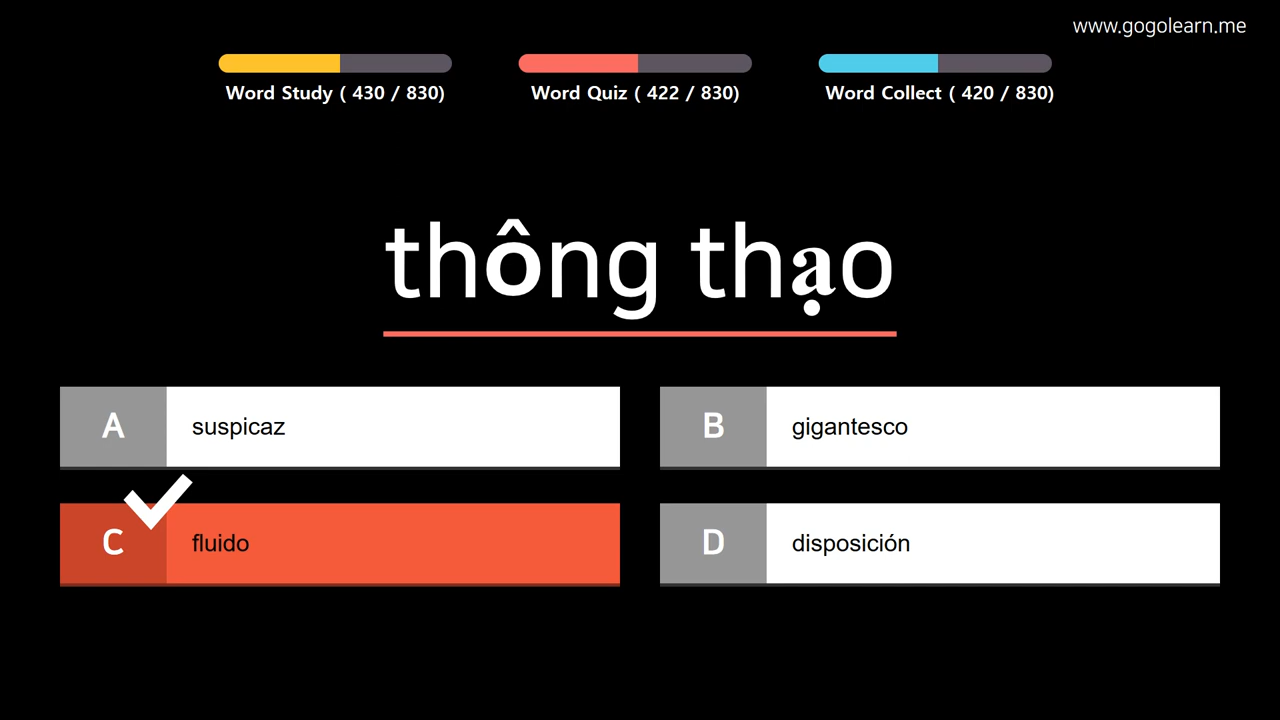 www.gogolearn.me
Word Study ( 430 / 830)
Word Quiz ( 422 / 830)
Word Collect ( 420 / 830)
thông thạo
A suspicaz
B gigantesco
C fluido
D disposición